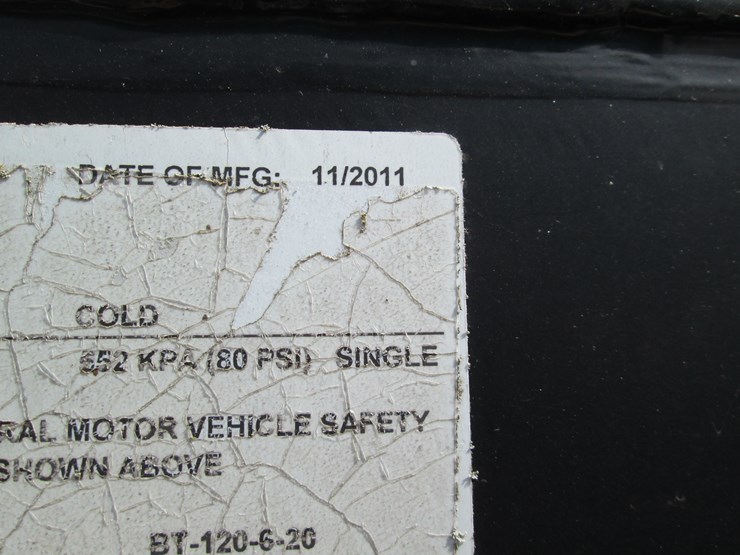 DATE OF MFG: 11/2011
COLD
552 KPA (80 PSI) SINGLE
RAL MOTOR VEHICLE SAFETY
SHOWN ABOVE
BT-120-6-20